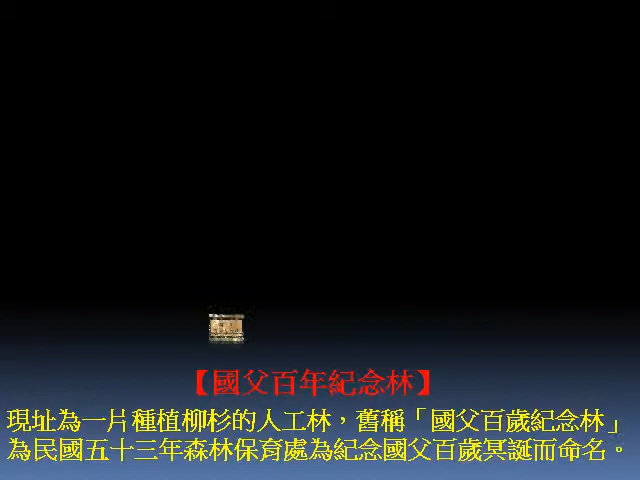 【國父百年紀念林】
現址為一片種植柳杉的人工林，舊稱「國父百歲紀念林」
為民國五十三年森林保育處為紀念國父百歲冥誕而命名。